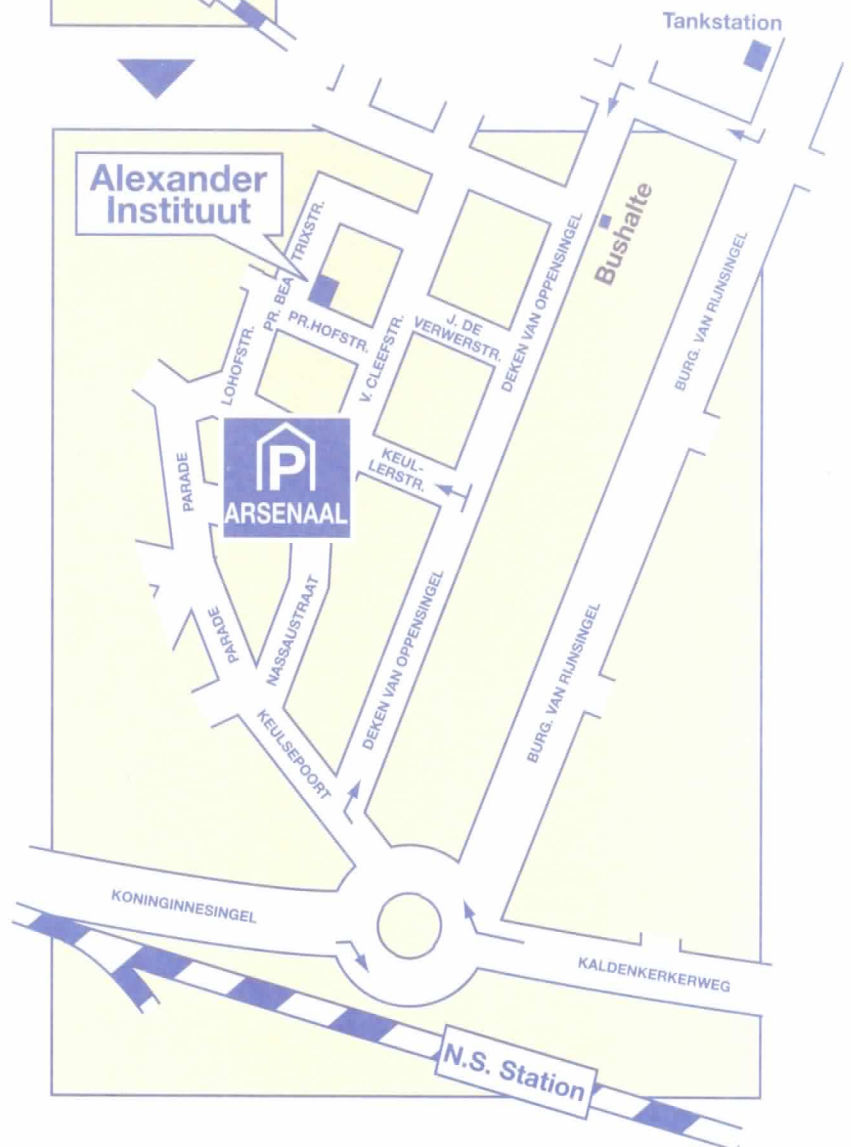 Tankstation
Alexander
Instituut
Bushalte
PR. BEATRIXSTR.
DEKEN VAN OPPENSINGEL
BURG. VAN RIJNSINGEL
PR.HOFSTR.
J. DE
VERWERSTR.
LOHOFSTR.
V. CLEEFSTR.
P
ARSENAAL
KEUL-
LERSTR.
PARADE
PARADE
NASSAUSTRAAT
DEKEN VAN OPPENSINGEL
BURG. VAN RIJNSINGEL
KEULSEPOORT
KONINGINNESINGEL
KALDENKERKERWEG
N.S. Station